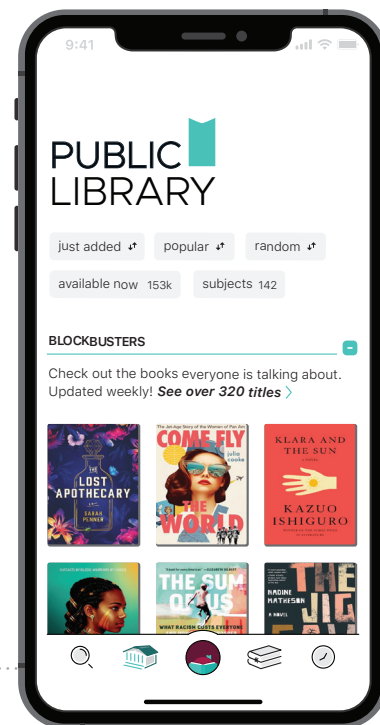 9:41
PUBLIC
LIBRARY
just added
popular
random
available now 153k
subjects 142
BLOCKBUSTERS
Check out the books everyone is talking about.
Updated weekly! See over 320 titles
The Jet-Age Story of the Women of Pan Am
COME FLY
julia
cooke
THE
WORLD
THE
LOST
APOTHECARY
SARAH
PENNER
KLARA AND
THE SUN
A NOVEL
KAZUO
ISHIGURO
THE SUM
OF US
WHAT RACISM COSTS EVERYONE
NADINE
MATHESON
A NOVEL
THE
JIG